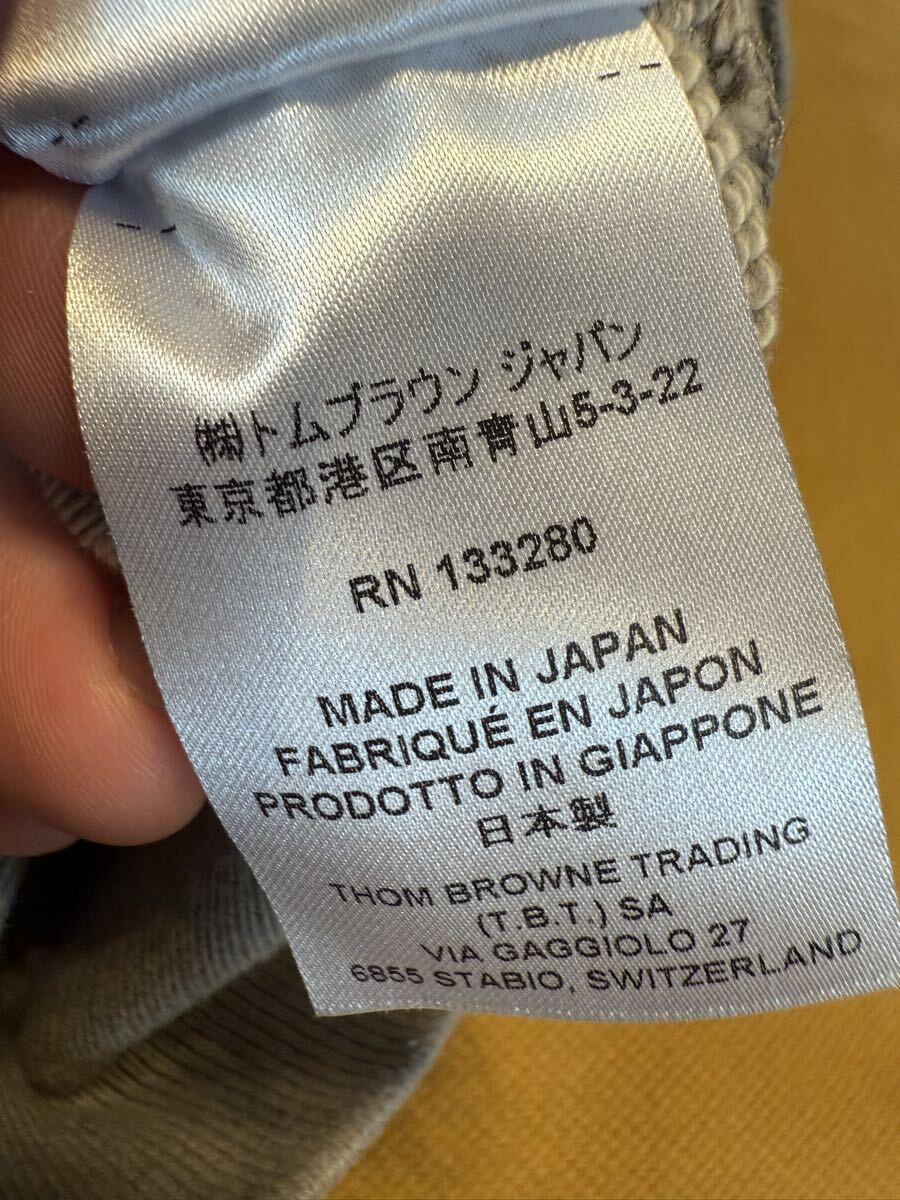 ㈱トムブラウン ジャパン
東京都港区南青山5-3-22
RN 133280
MADE IN JAPAN
FABRIQUÉ EN JAPON
PRODOTTO IN GIAPPONE
日本製
THOM BROWNE TRADING
(T.B.T.) SA
VIA GAGGIOLO 27
6855 STABIO, SWITZERLAND